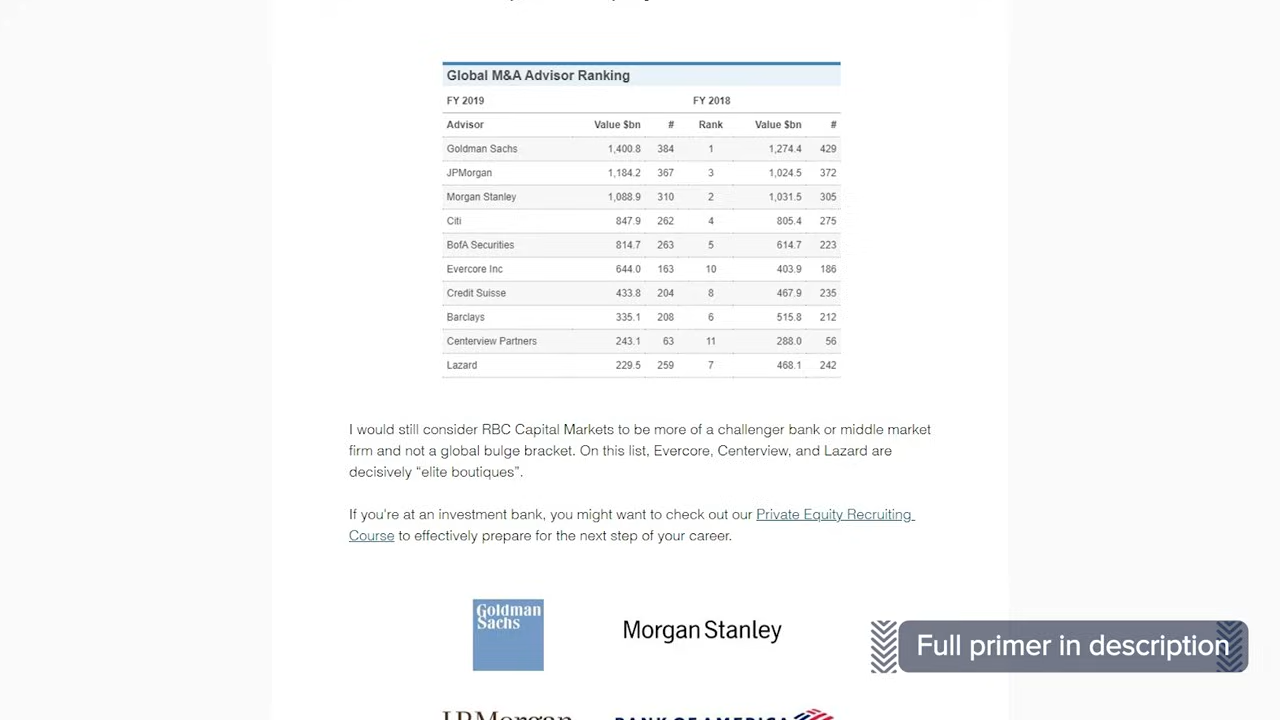 Global M&A Advisor Ranking
FY 2019 FY 2018
Advisor Value $bn # Rank Value $bn #
Goldman Sachs 1,400.8 384 1 1,274.4 429
JPMorgan 1,184.2 367 3 1,024.5 372
Morgan Stanley 1,088.9 310 2 1,031.5 305
Citi 847.9 262 4 805.4 275
BofA Securities 814.7 263 5 614.7 223
Evercore Inc 644.0 163 10 403.9 186
Credit Suisse 433.8 204 8 467.9 235
Barclays 335.1 208 6 515.8 212
Centerview Partners 243.1 63 11 288.0 56
Lazard 229.5 259 7 468.1 242
I would still consider RBC Capital Markets to be more of a challenger bank or middle market
firm and not a global bulge bracket. On this list, Evercore, Centerview, and Lazard are
decisively “elite boutiques”.
If you're at an investment bank, you might want to check out our Private Equity Recruiting
Course to effectively prepare for the next step of your career.
Goldman
Sachs
Morgan Stanley
Full primer in description
JPMorgan BANK OF AMERICA